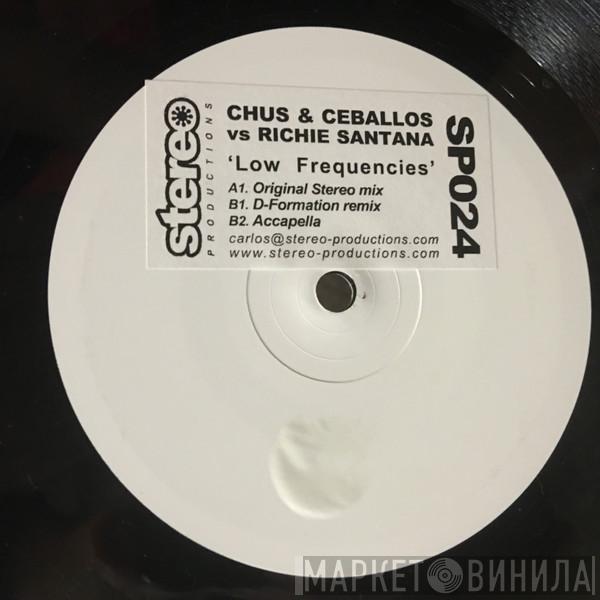 stereo
PRODUCTIONS
CHUS & CEBALLOS
vs RICHIE SANTANA
'Low Frequencies'
A1. Original Stereo mix
B1. D-Formation remix
B2. Accapella
carlos@stereo-productions.com
www.stereo-productions.com
SP024
МАРКЕТ ВИНИЛА